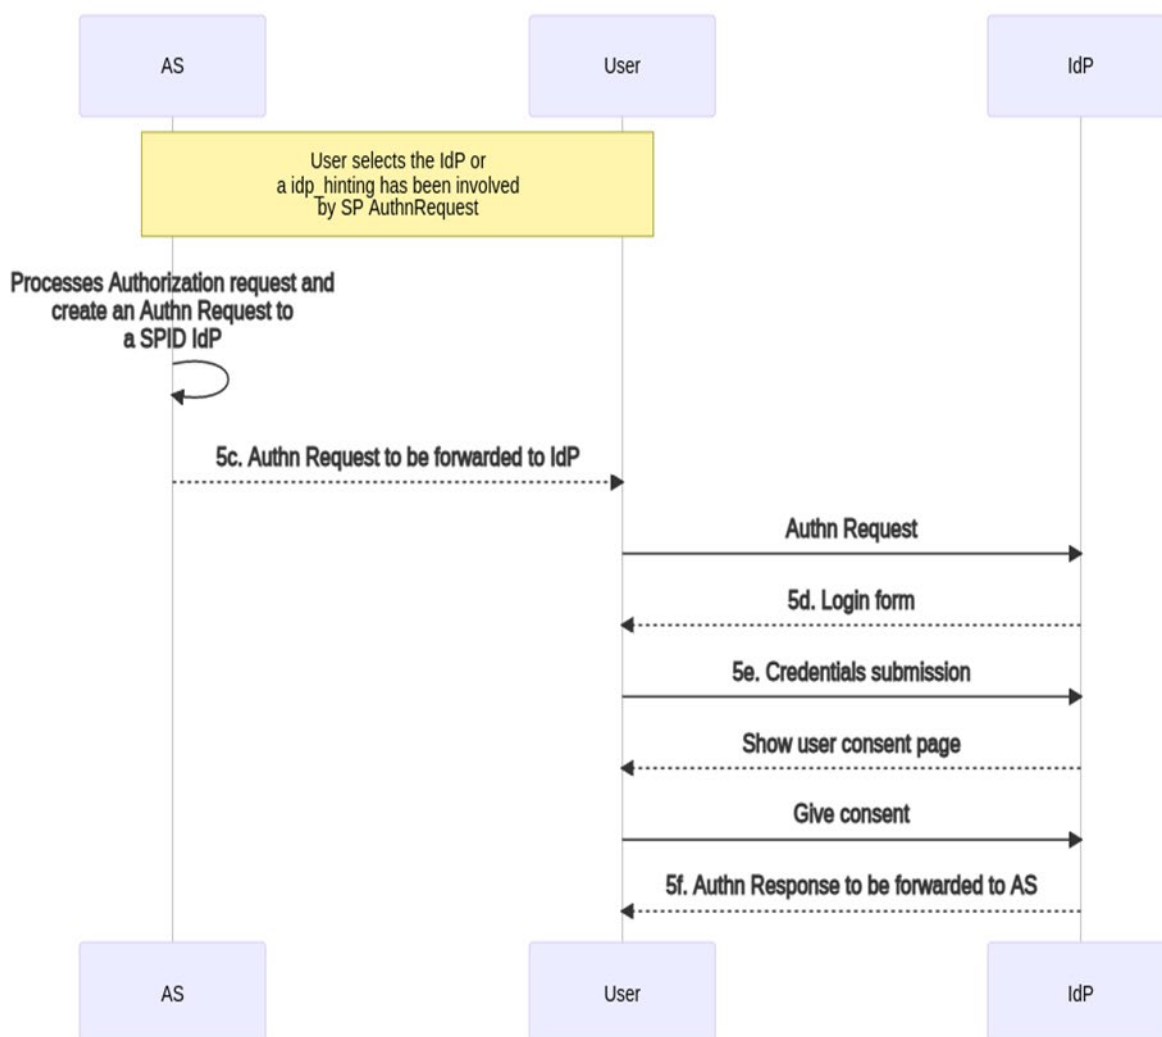 AS
User
IdP
User selects the IdP or
a idp_hinting has been involved
by SP AuthnRequest
Processes Authorization request and
create an Authn Request to
a SPID IdP
5c. Authn Request to be forwarded to IdP
Authn Request
5d. Login form
5e. Credentials submission
Show user consent page
Give consent
5f. Authn Response to be forwarded to AS
AS
User
IdP